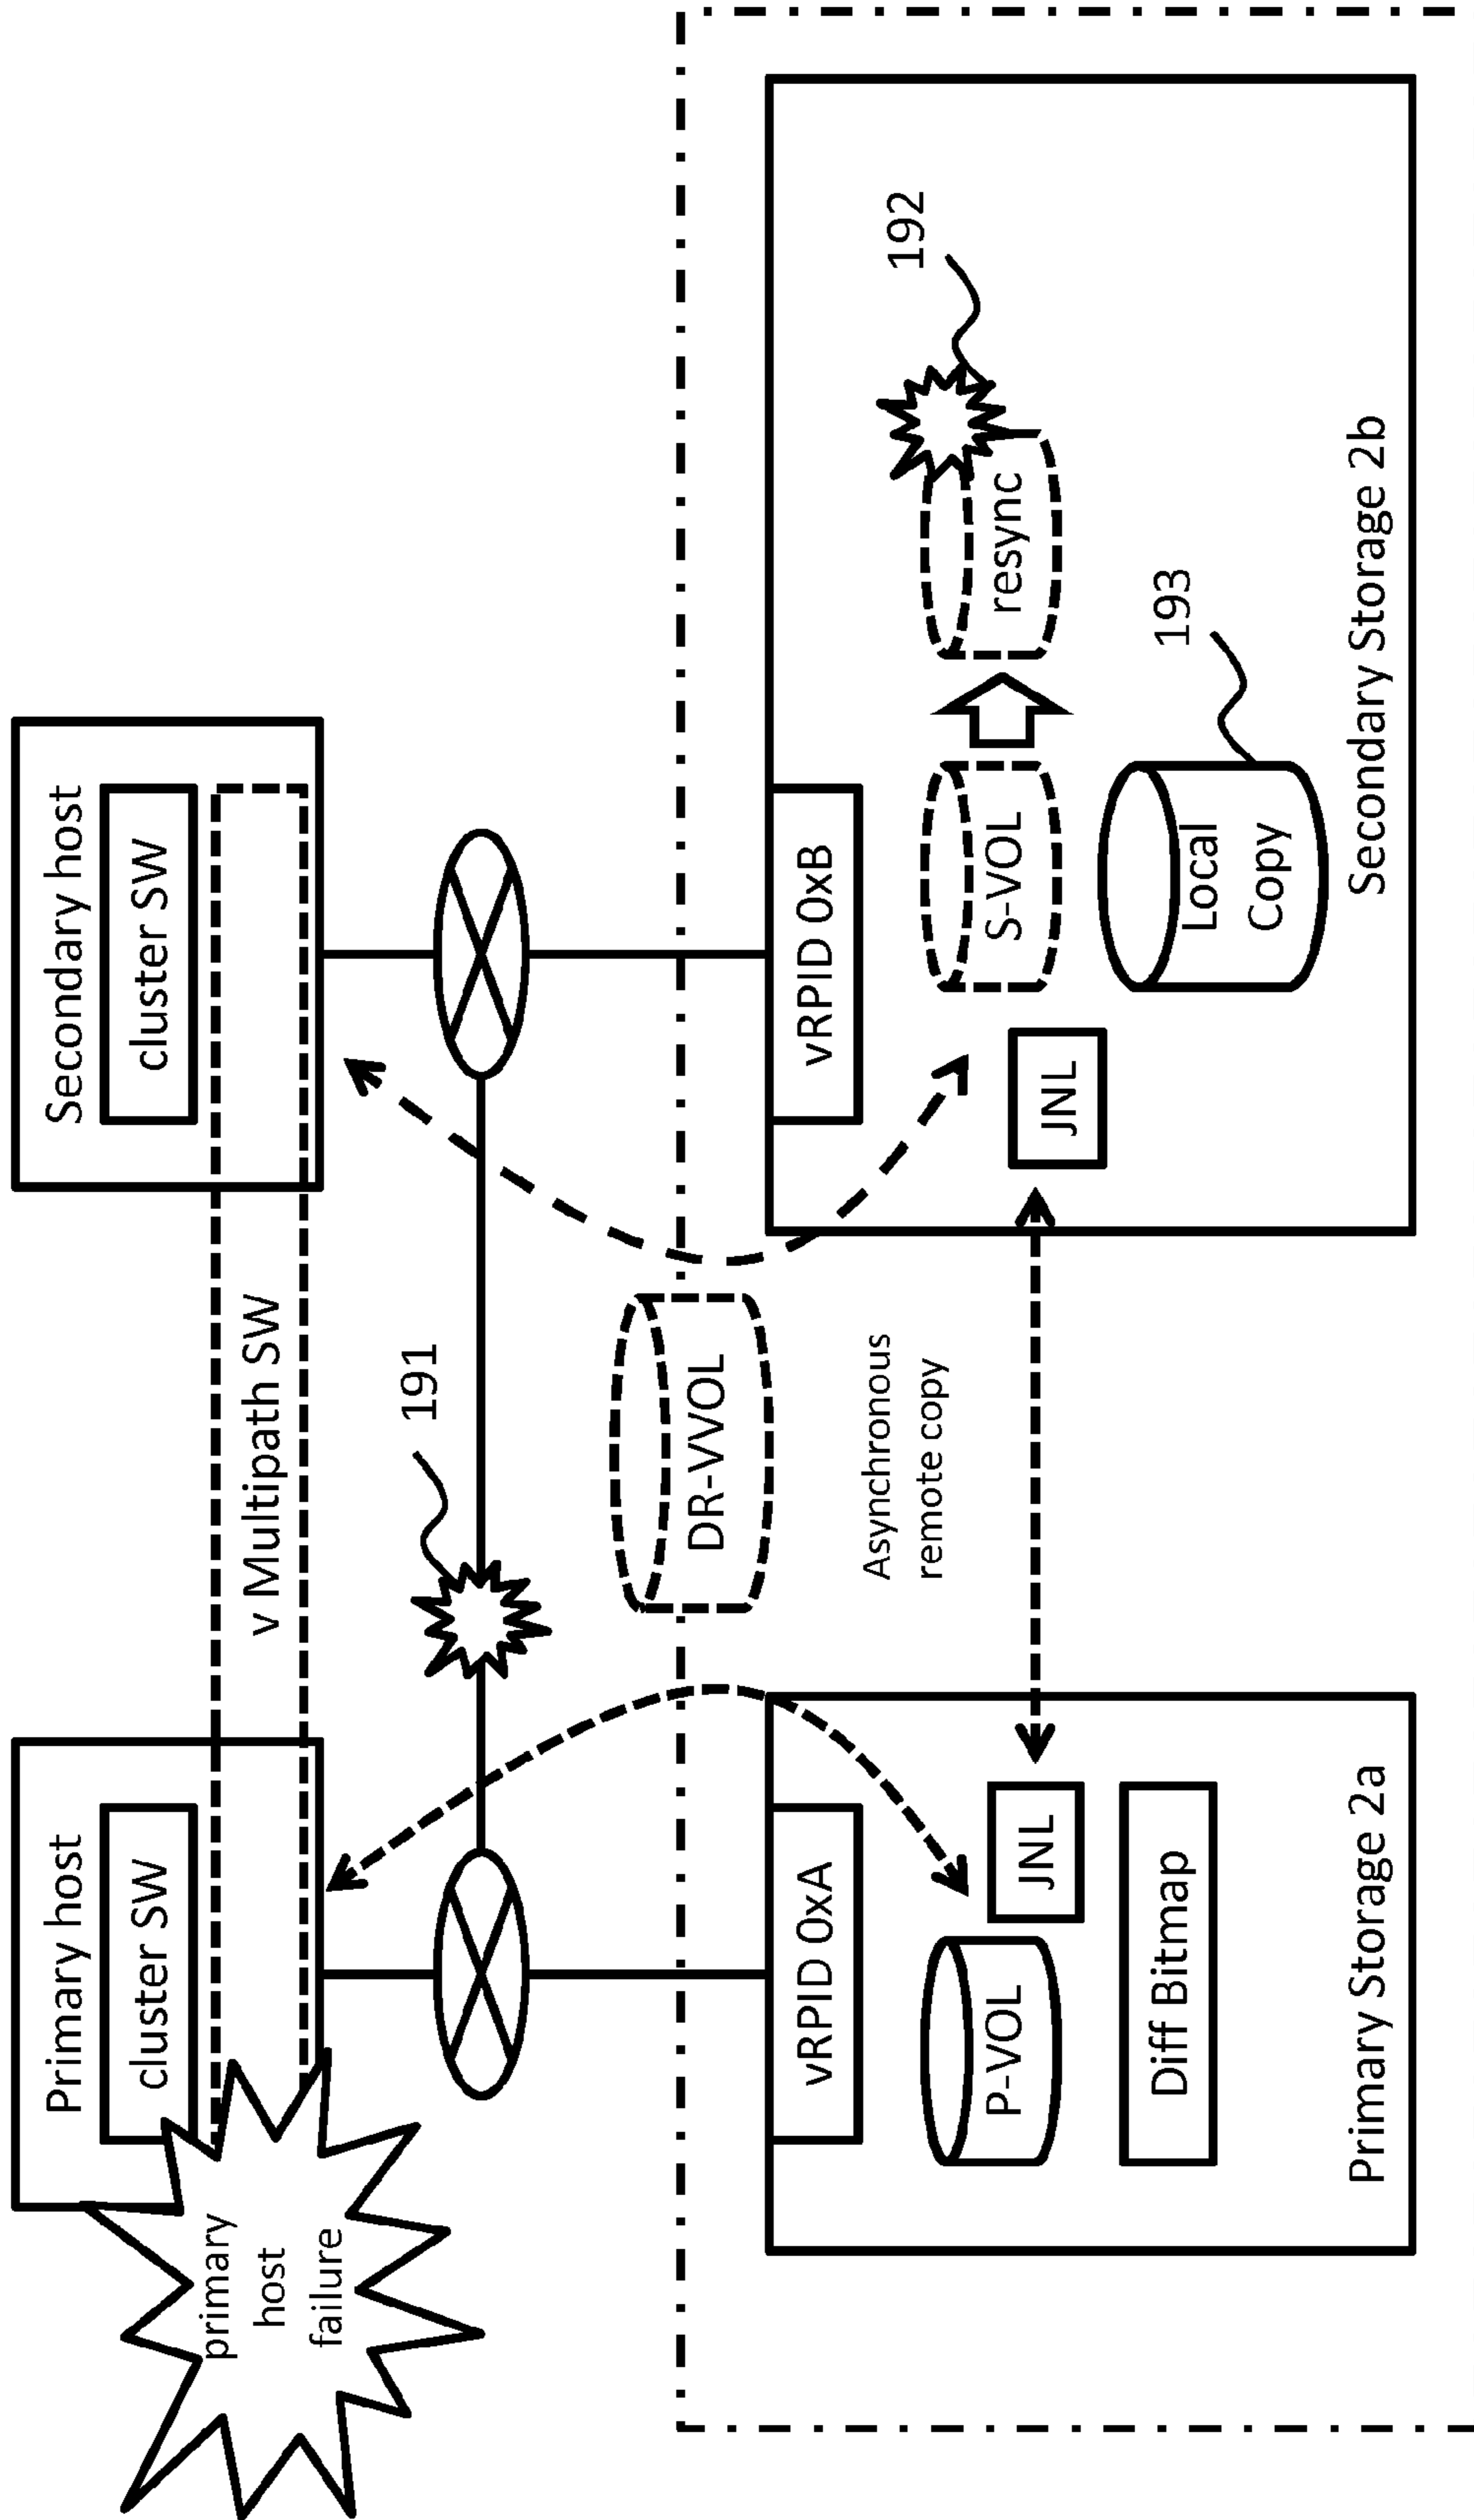 Primary host
cluster SW
primary
host
failure
v Multipath SW
Secondary host
cluster SW
191
DR-VVOL
Asynchronous
remote copy
vRPID 0xA
P-VOL
JNL
Diff Bitmap
Primary Storage 2a
vRPID 0xB
JNL
S-VOL
resync
192
Local
Copy
193
Secondary Storage 2b